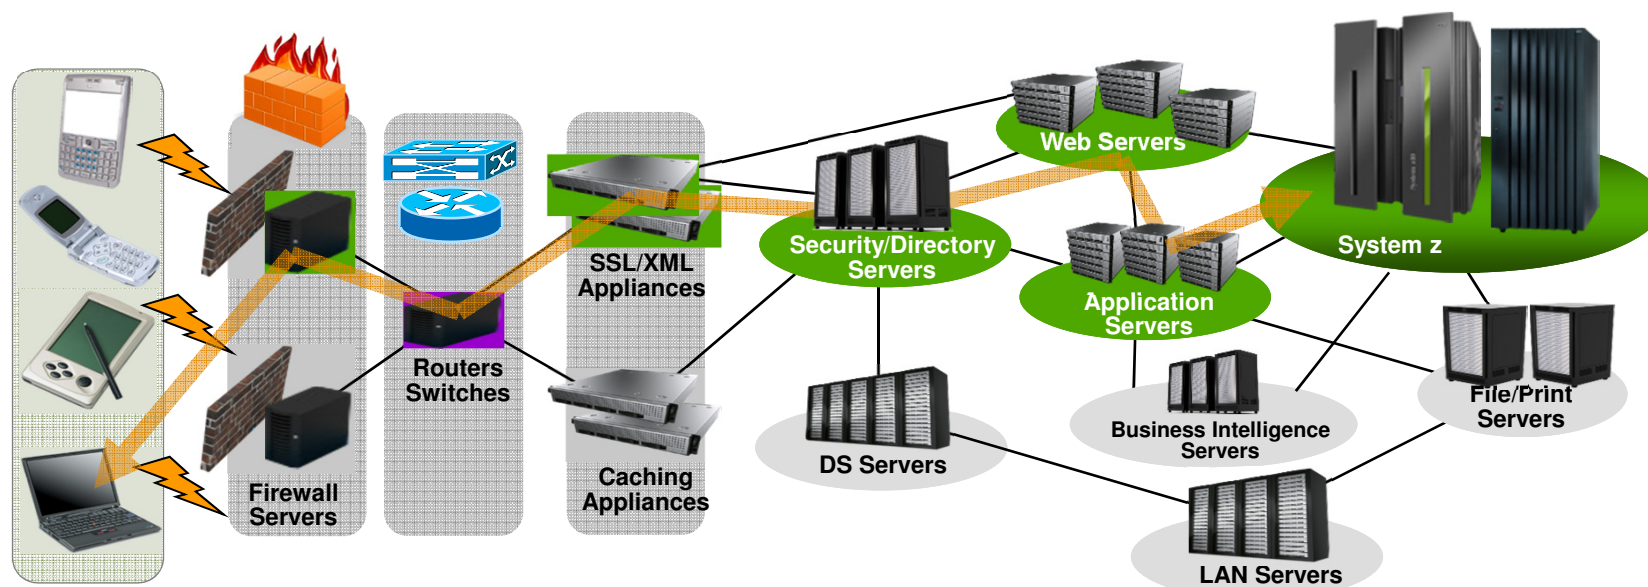 Web Servers
Security/Directory
Servers
System z
SSL/XML
Appliances
Application
Servers
Routers
Switches
File/Print
Servers
Business Intelligence
Servers
DS Servers
Firewall
Servers
Caching
Appliances
LAN Servers